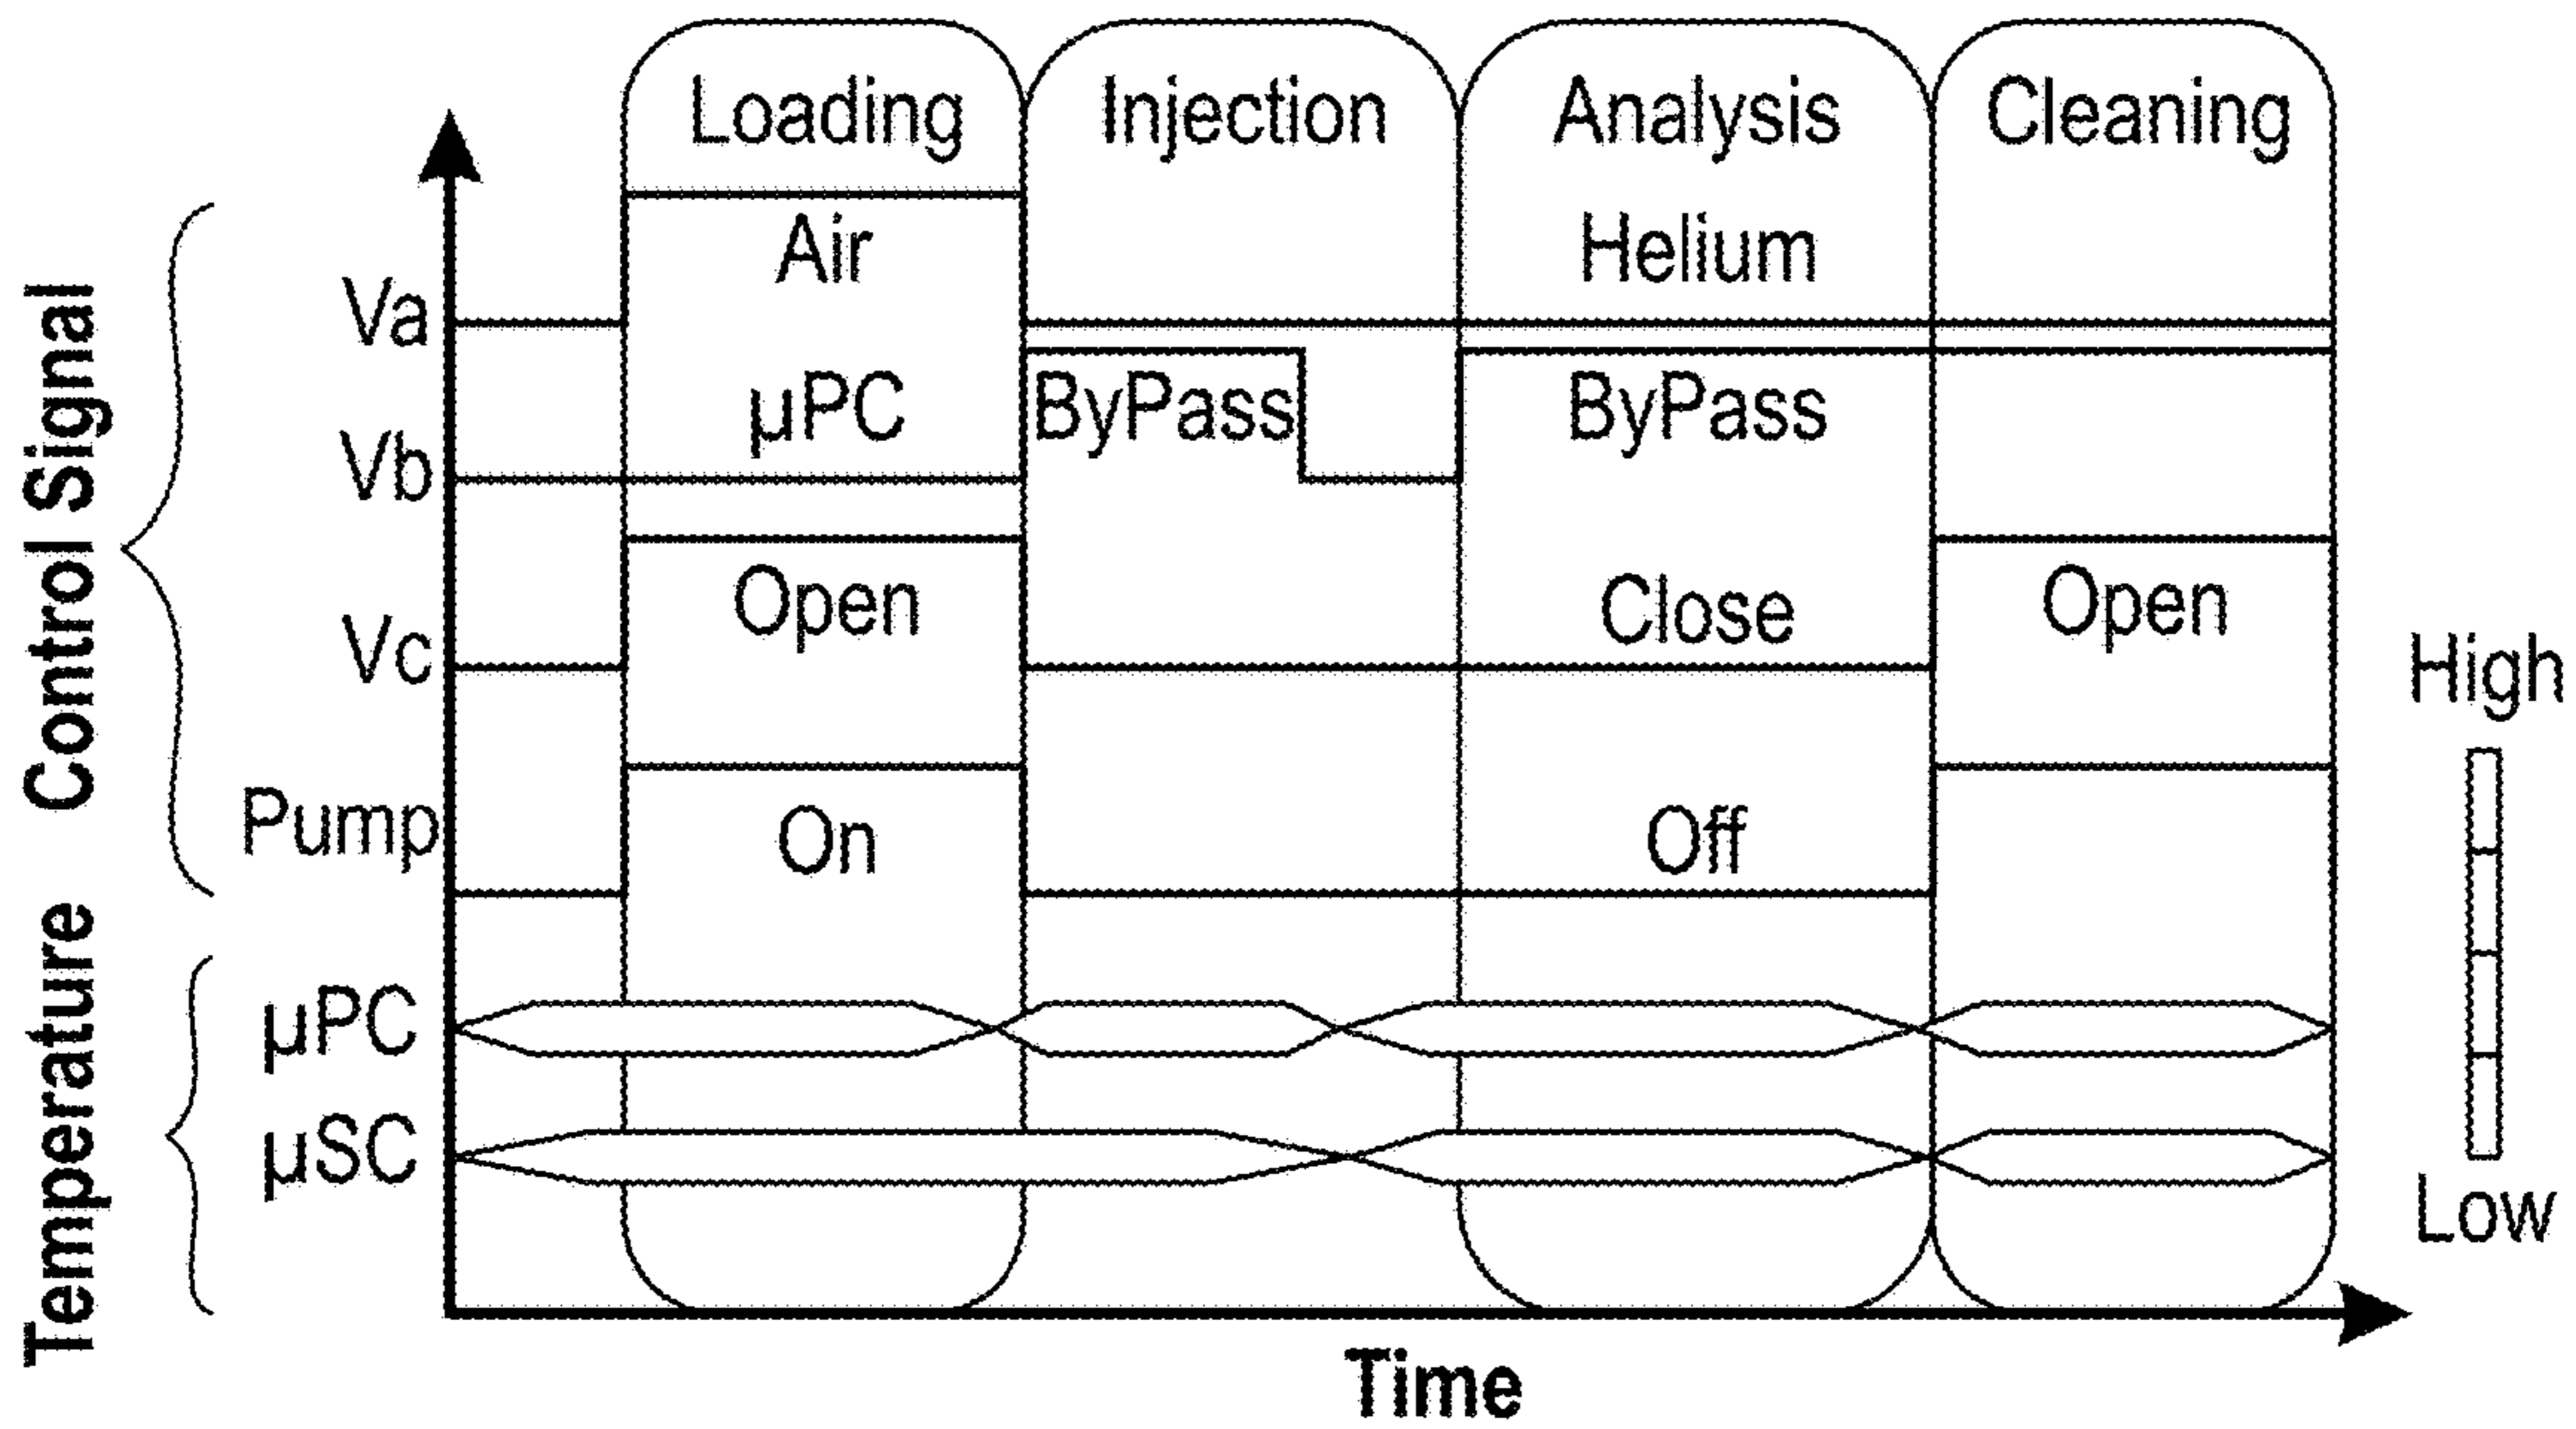 Loading Injection Analysis Cleaning
Air Helium
Va
µPC ByPass ByPass
Vb
Open Close Open
Vc
High
On Off
Pump
Control Signal
µPC
µSC
Temperature
Low
Time